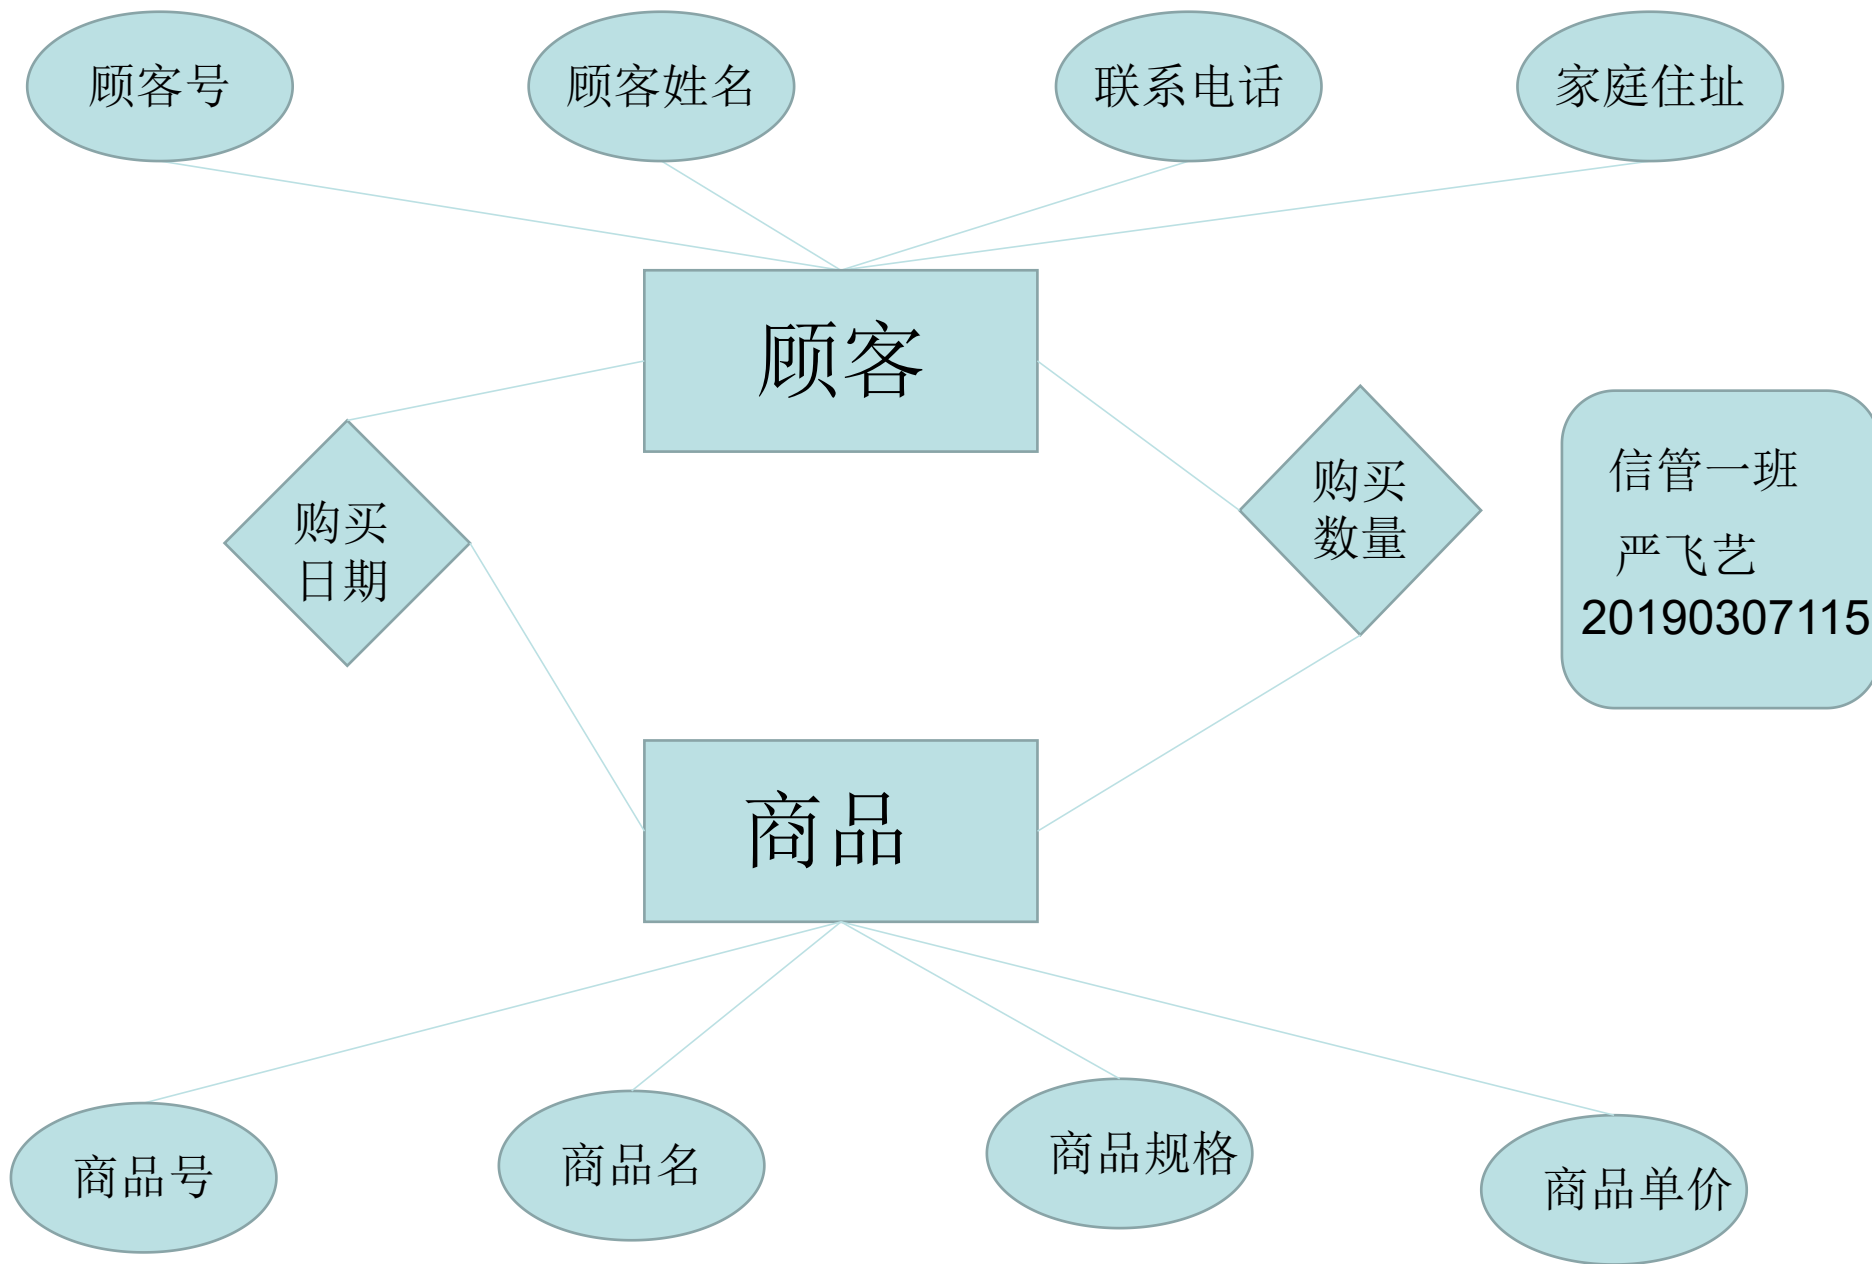 顾客号
顾客姓名
联系电话
家庭住址
顾客
购买
日期
购买
数量
信管一班
严飞艺
20190307115
商品
商品号
商品名
商品规格
商品单价